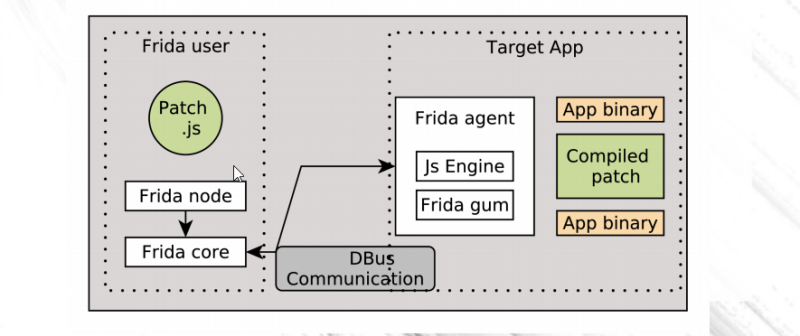 Frida user
Patch
.js
Frida node
Frida core
DBus
Communication
Target App
Frida agent
Js Engine
Frida gum
App binary
Compiled
patch
App binary